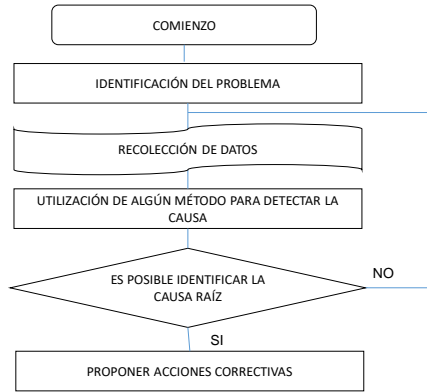 COMIENZO
IDENTIFICACIÓN DEL PROBLEMA
RECOLECCIÓN DE DATOS
UTILIZACIÓN DE ALGÚN MÉTODO PARA DETECTAR LA
CAUSA
ES POSIBLE IDENTIFICAR LA
CAUSA RAÍZ
NO
SI
PROPONER ACCIONES CORRECTIVAS